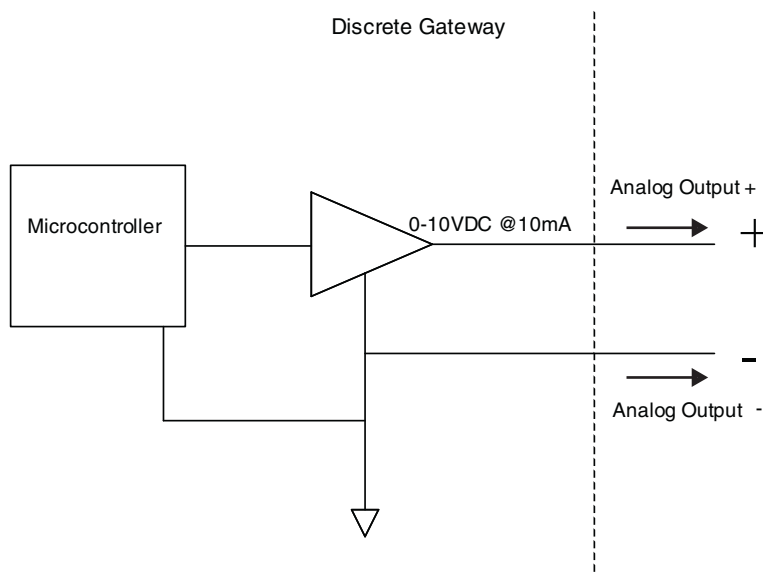 Discrete Gateway
Analog Output +
Microcontroller
0-10VDC @10mA
+
-
Analog Output -